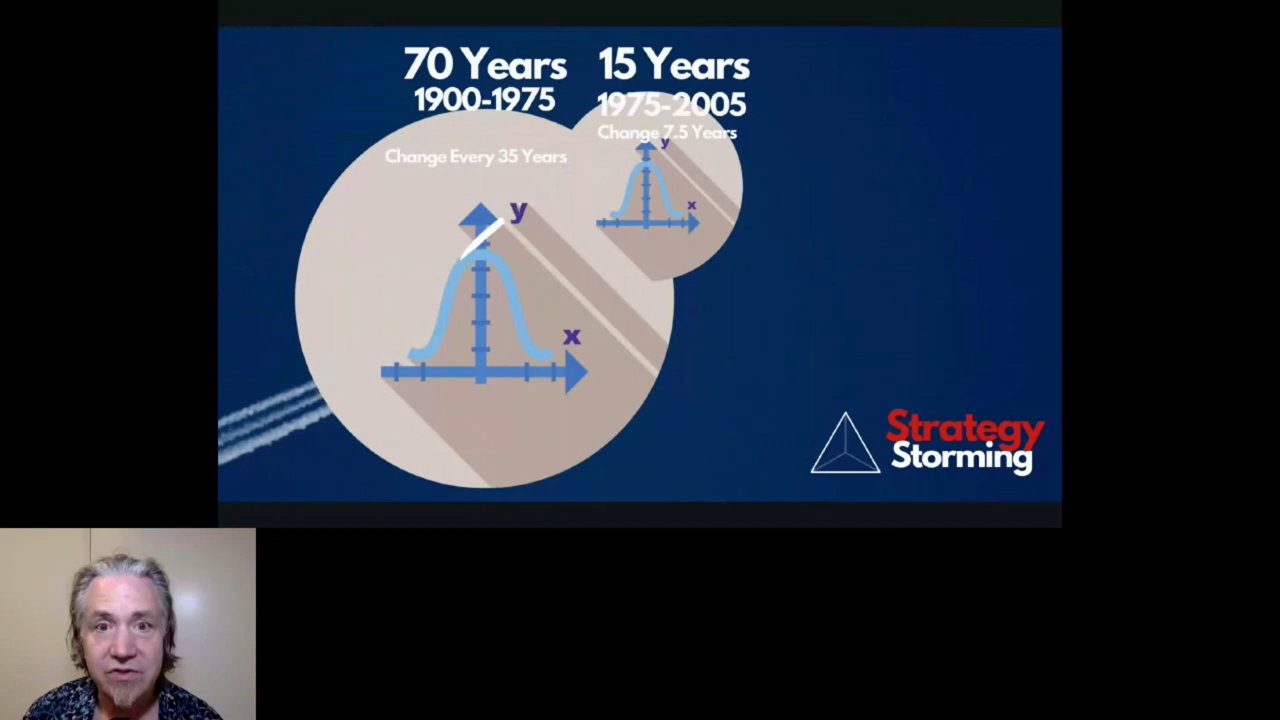 70 Years
1900-1975
Change Every 35 Years
y
x
15 Years
1975-2005
Change 7.5 Years
y
x
Strategy
Storming